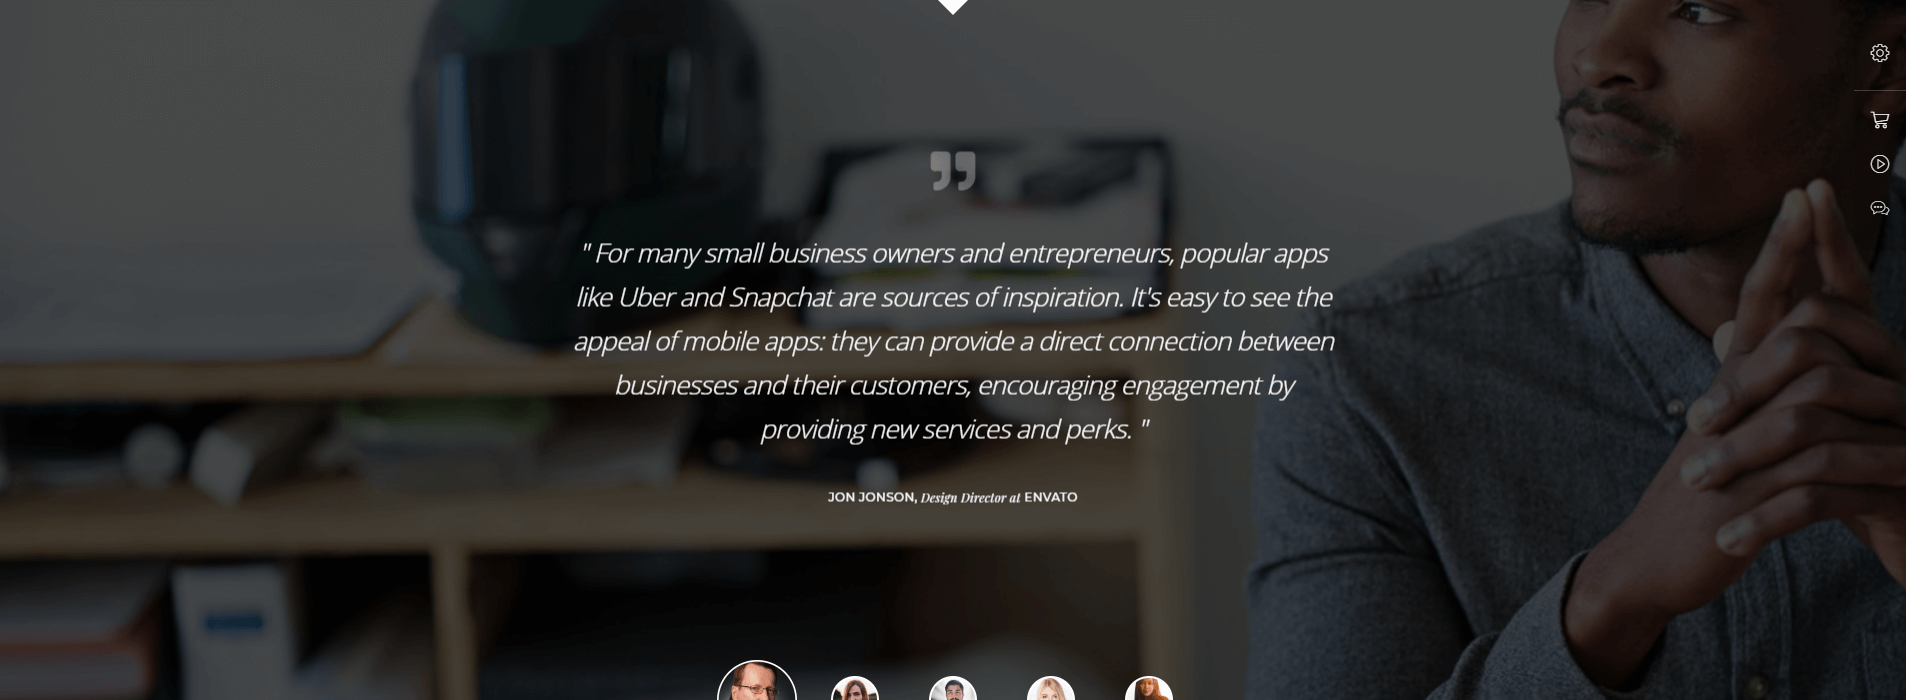 " For many small business owners and entrepreneurs, popular apps
like Uber and Snapchat are sources of inspiration. It's easy to see the
appeal of mobile apps: they can provide a direct connection between
businesses and their customers, encouraging engagement by
providing new services and perks. "
JON JONSON, Design Director at ENVATO